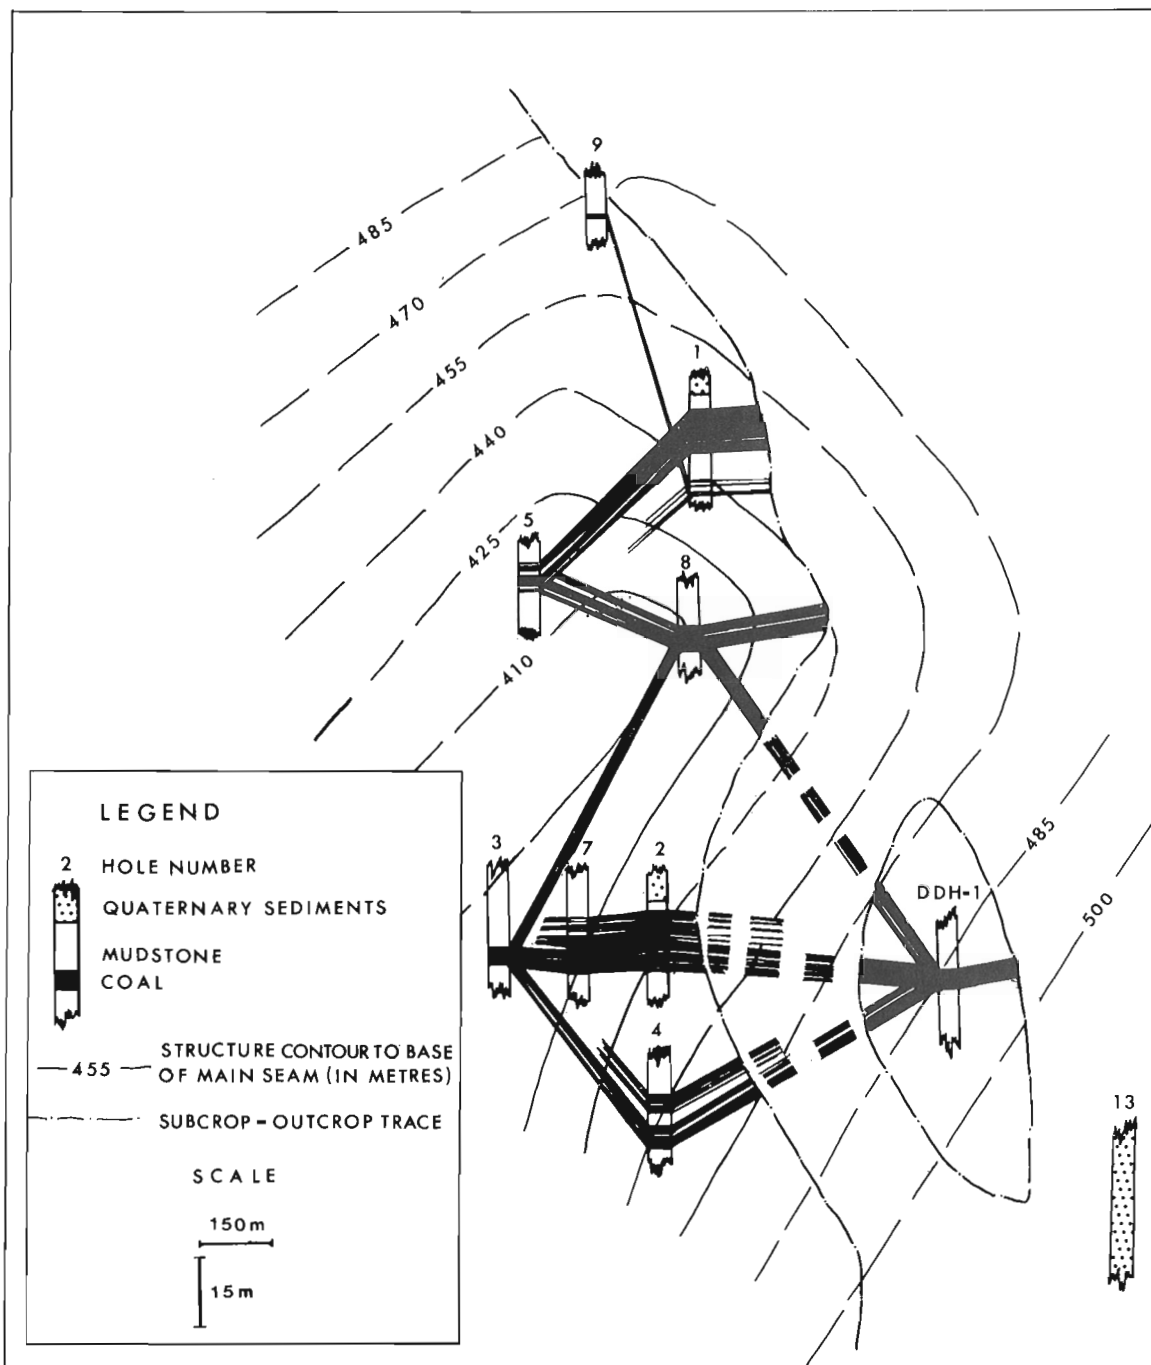 9
485
470
1
455
440
5
425
8
410
LEGEND
2 HOLE NUMBER
QUATERNARY SEDIMENTS
MUDSTONE
COAL
455 STRUCTURE CONTOUR TO BASE
OF MAIN SEAM (IN METRES)
SUBCROP-OUTCROP TRACE
SCALE
150m
15m
3
7
2
485
DDH-1
500
4
13